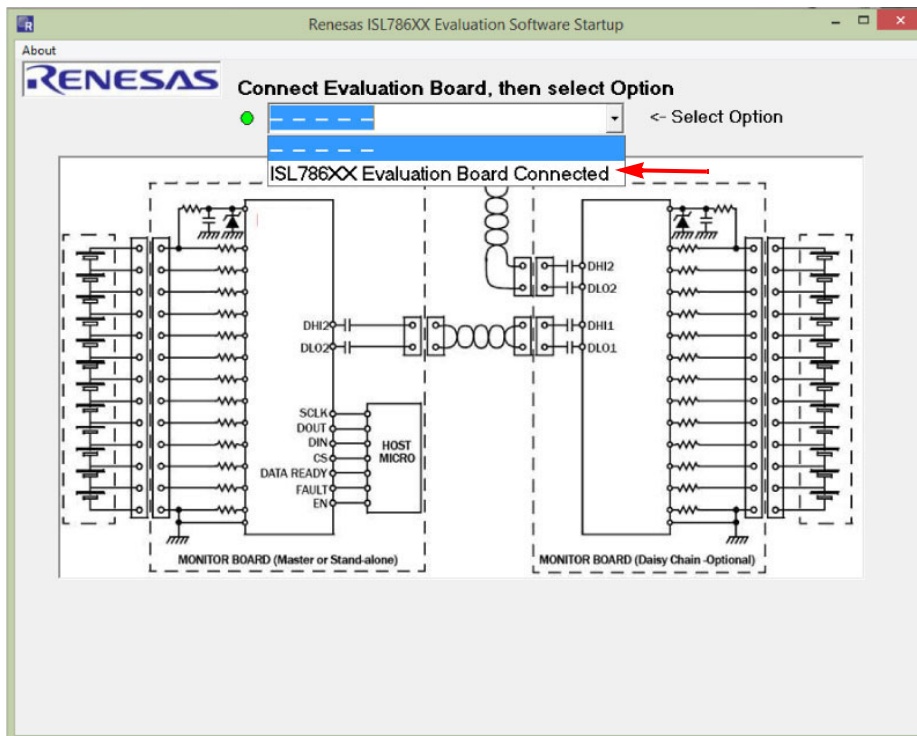 Renesas ISL786XX Evaluation Software Startup
About
RENESAS
Connect Evaluation Board, then select Option
– – – – –
<- Select Option
– – – – –
ISL786XX Evaluation Board Connected
DHI2
DLO2
DHI2
DLO2
DHI1
DLO1
SCLK
DOUT
DIN
CS
DATA READY
FAULT
EN
HOST
MICRO
MONITOR BOARD (Master or Stand-alone)
MONITOR BOARD (Daisy Chain -Optional)